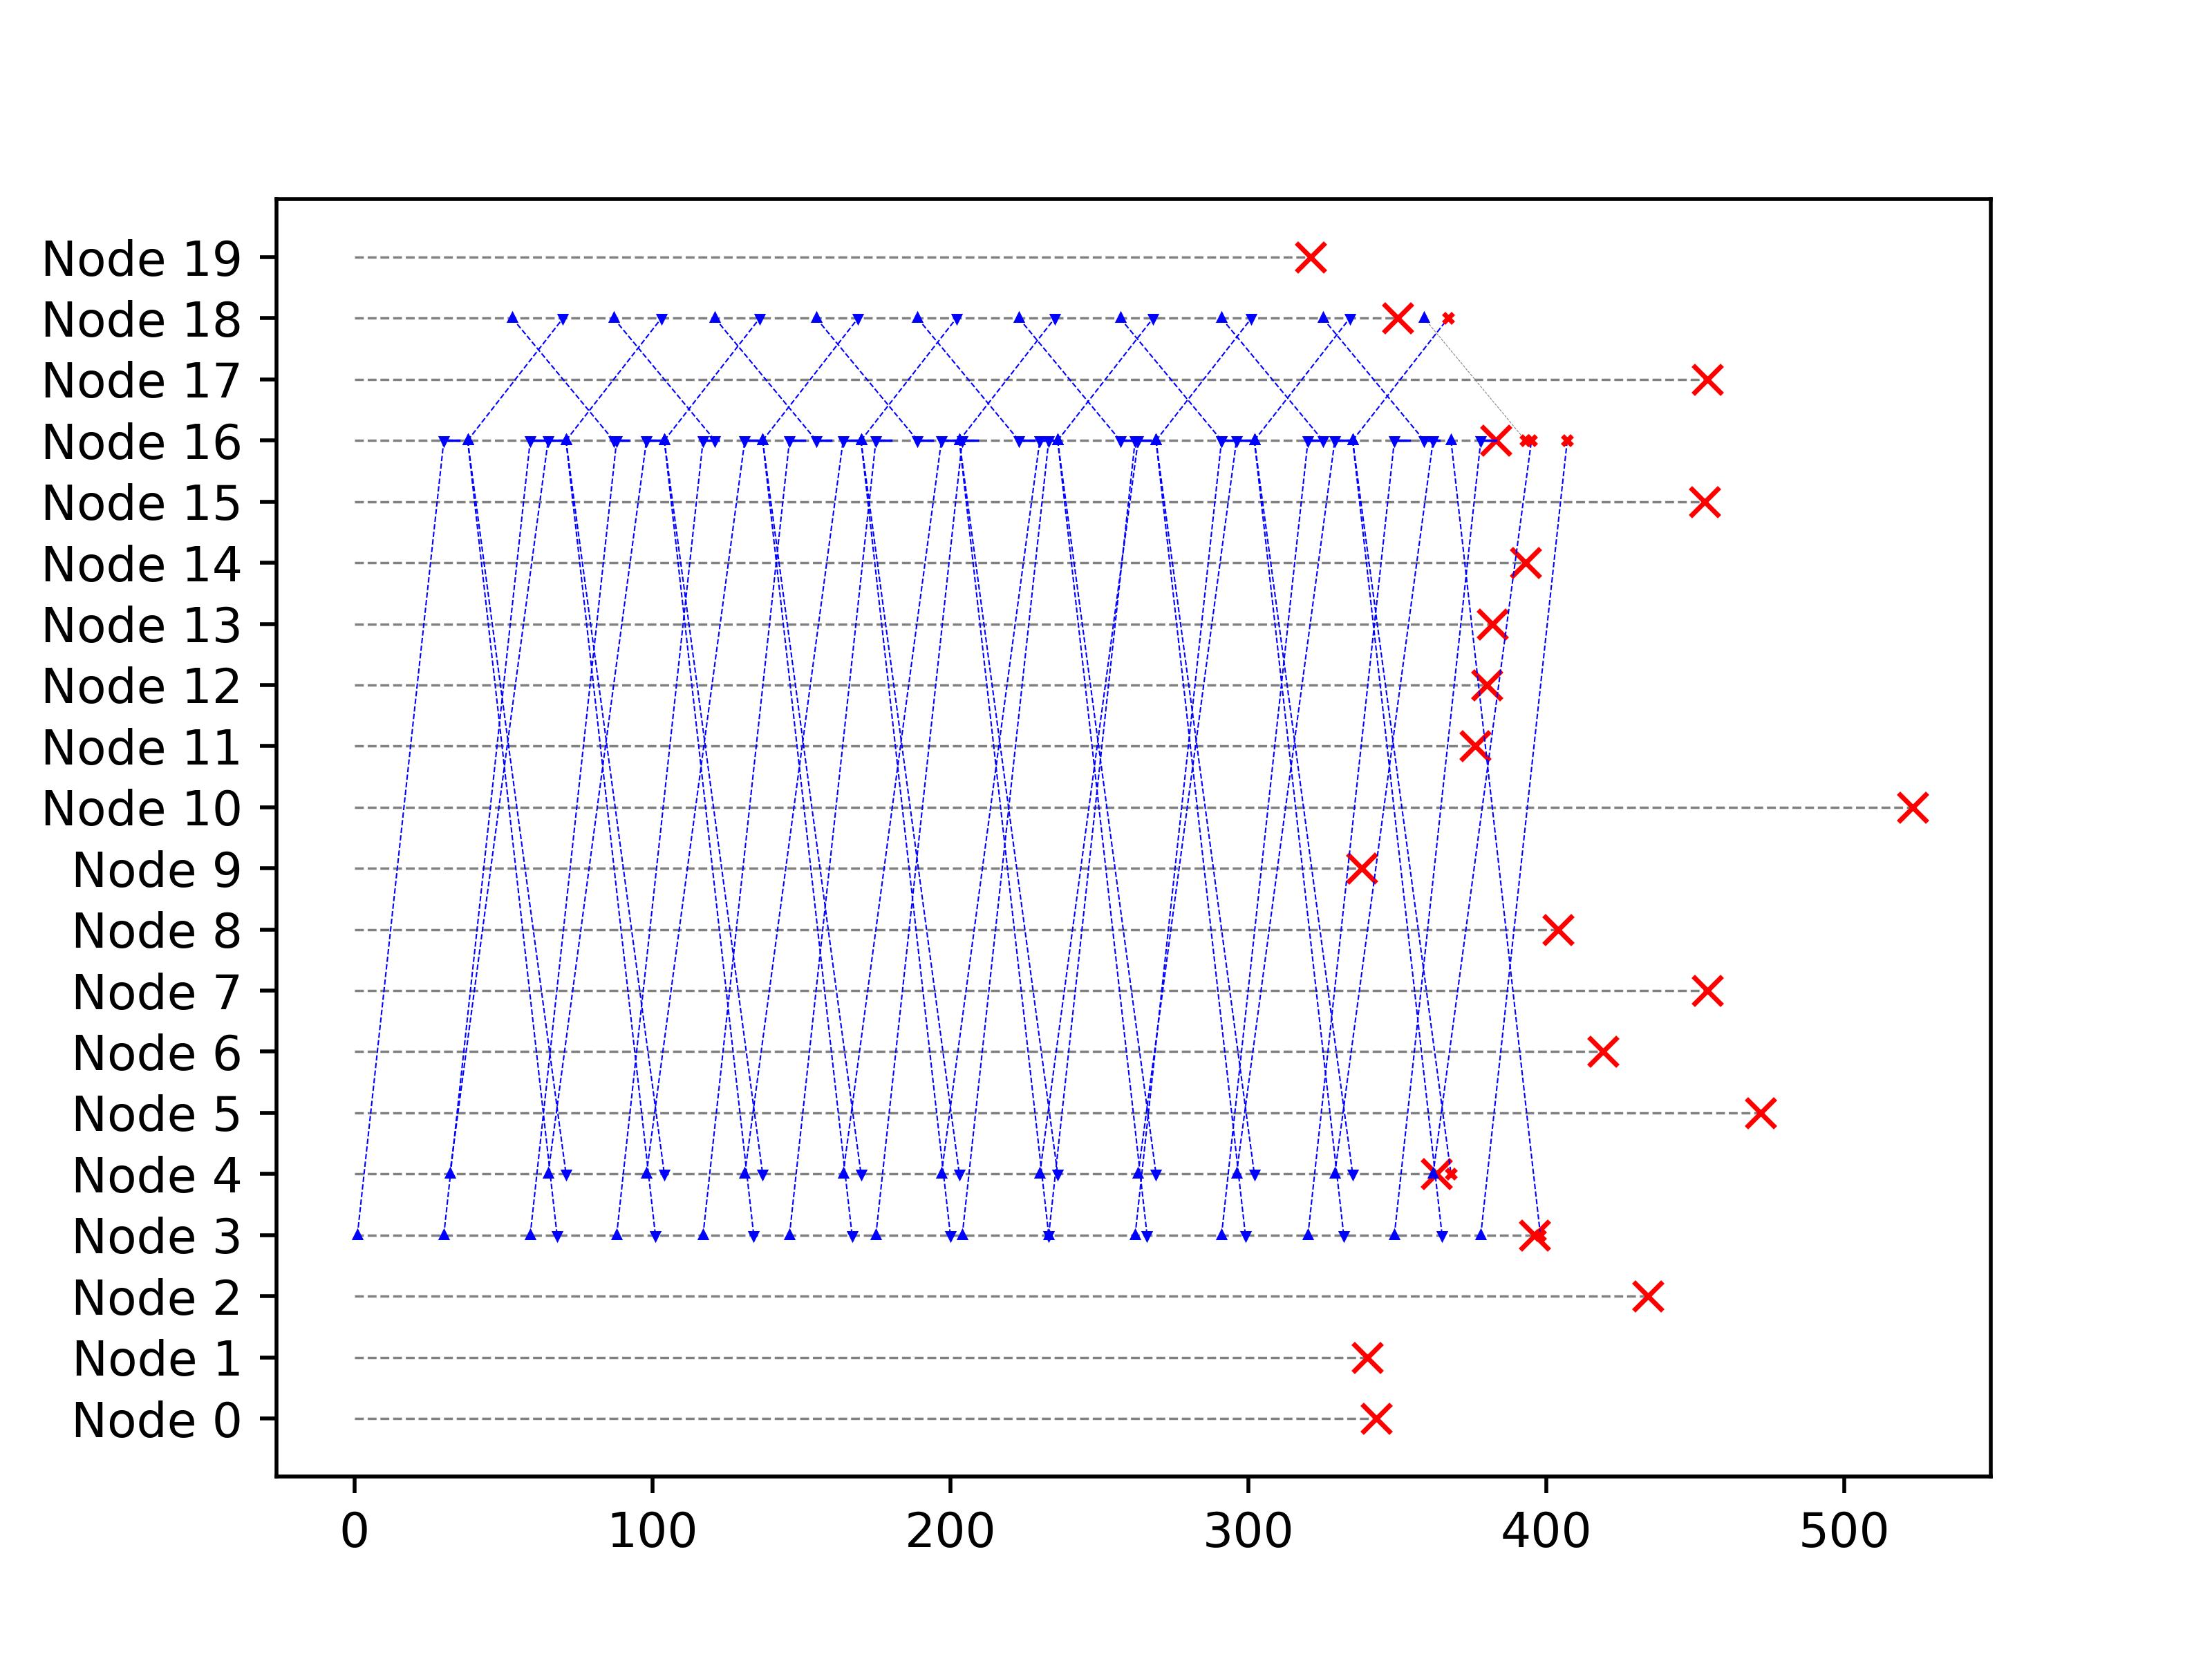 Node 19
Node 18
Node 17
Node 16
Node 15
Node 14
Node 13
Node 12
Node 11
Node 10
Node 9
Node 8
Node 7
Node 6
Node 5
Node 4
Node 3
Node 2
Node 1
Node 0
0 100 200 300 400 500